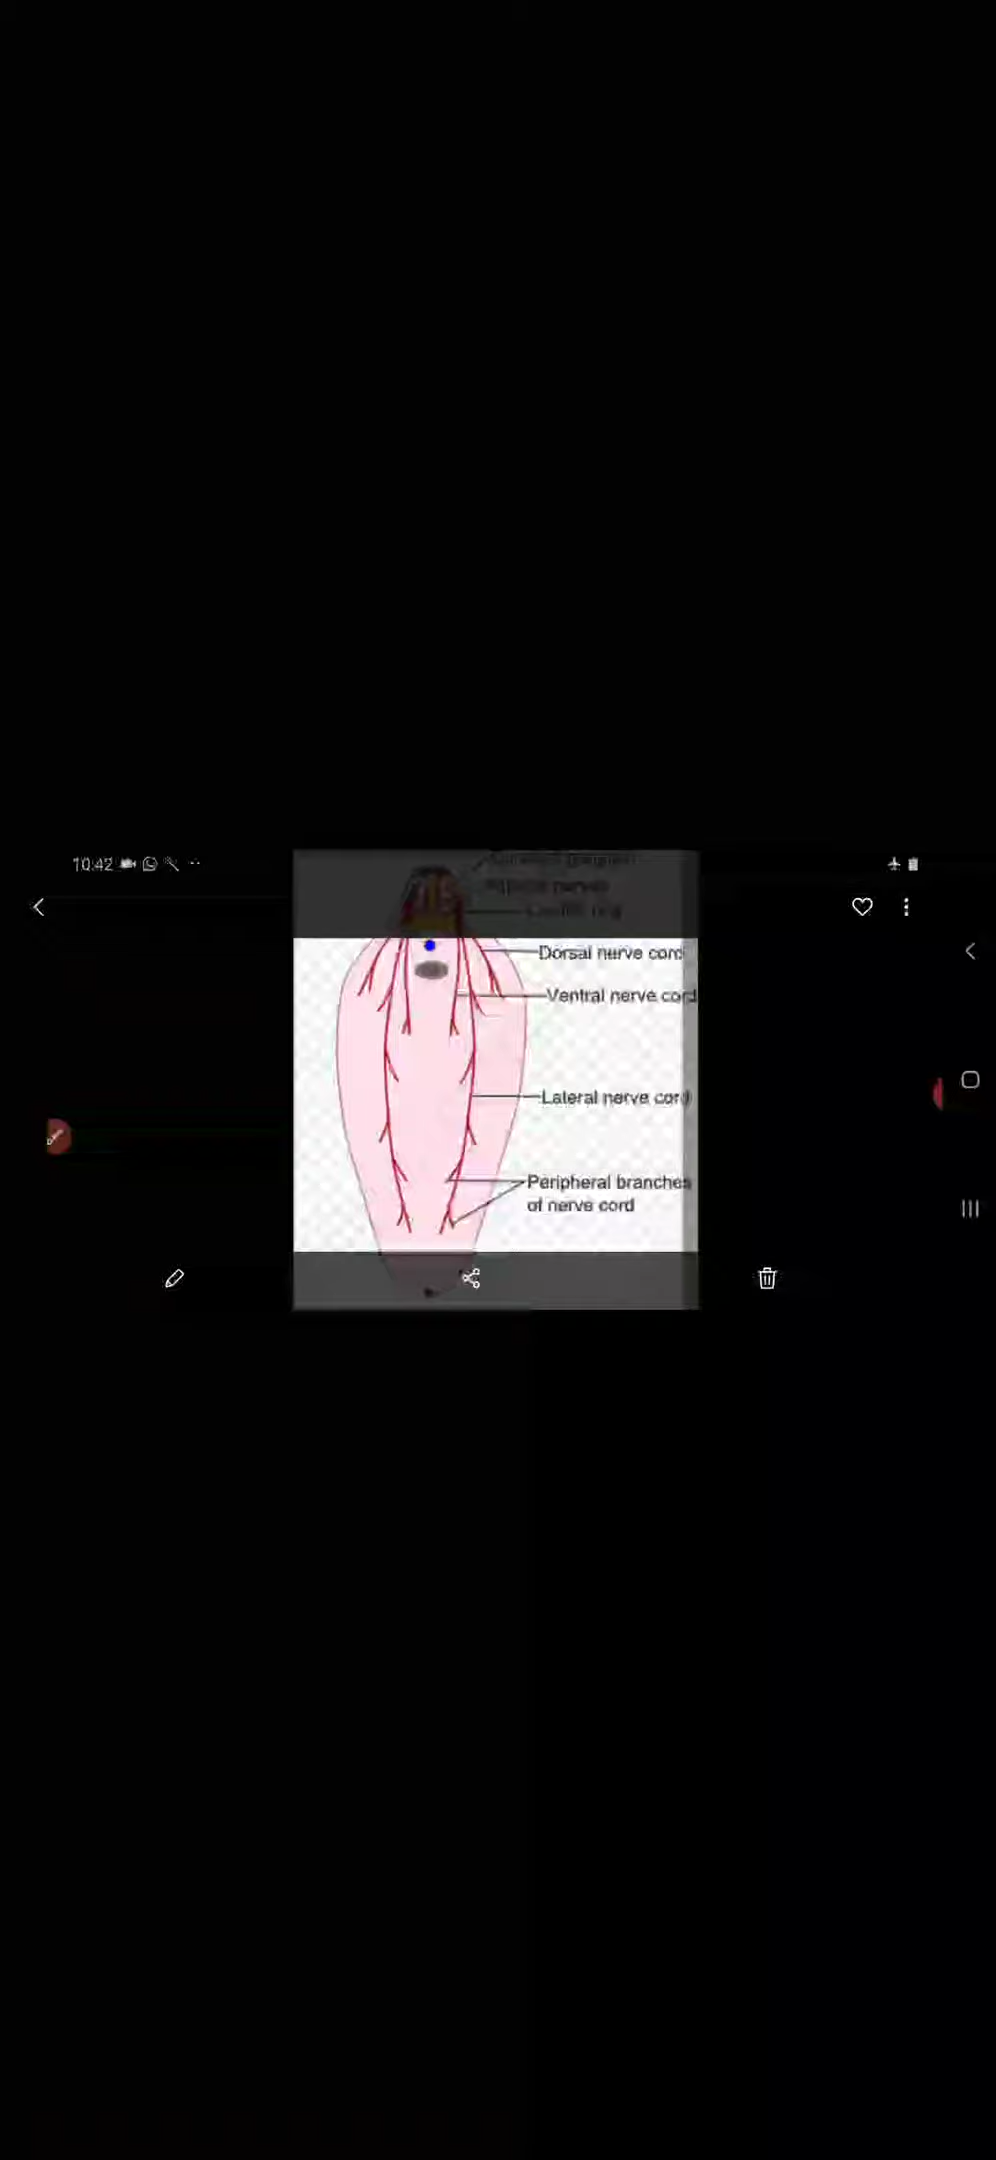 10:42
Dorsal nerve cord
Ventral nerve cord
Lateral nerve cord
Peripheral branches
of nerve cord